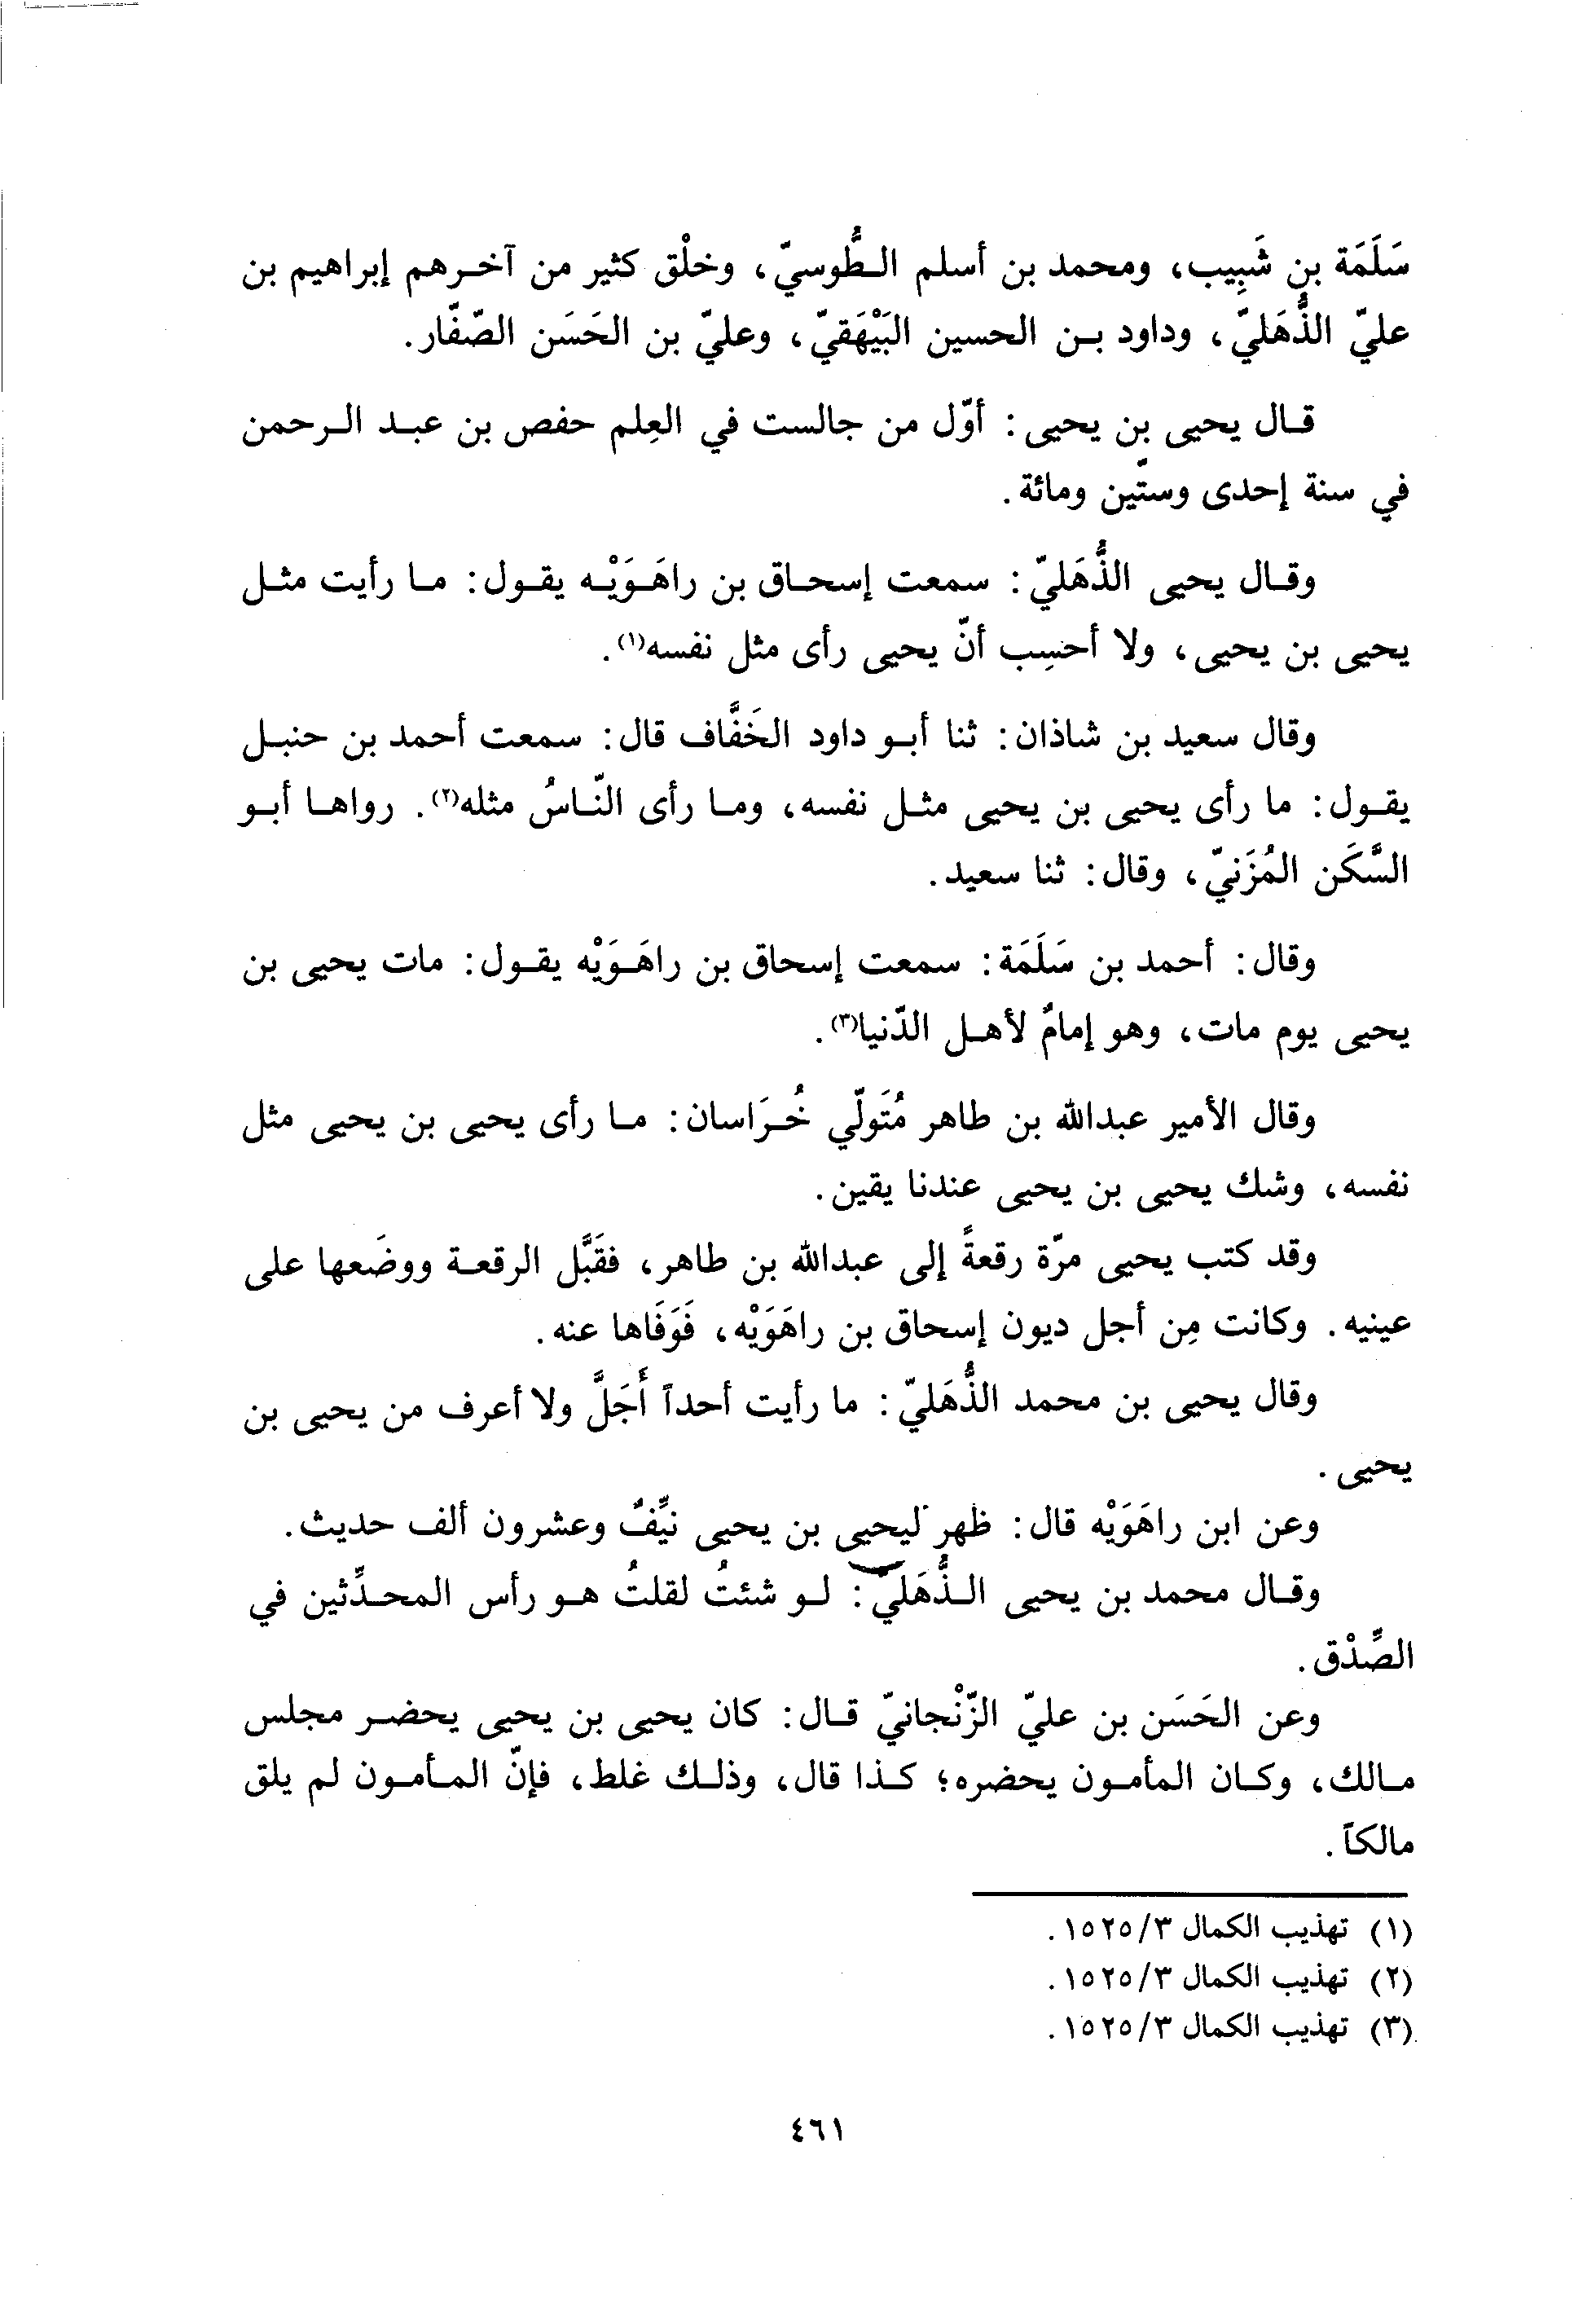 سَلَمَة بن شَبِيب، ومحمد بن أسلم الطُّوسيّ، وخلْق كثير من آخرهم إبراهيم بن
عليّ الذُّهَليّ، وداود بن الحسين البَيْهَقيّ، وعليّ بن الحَسَن الصّفّار.
قال يحيى بن يحيى: أوّل من جالست في العِلم حفص بن عبد الرحمن
في سنة إحدى وستّين ومائة.
وقال يحيى الذُّهَليّ: سمعت إسحاق بن راهَوَيْه يقول: ما رأيت مثل
يحيى بن يحيى، ولا أحسِب أنّ يحيى رأى مثل نفسه(١).
وقال سعيد بن شاذان: ثنا أبو داود الخَفَّاف قال: سمعت أحمد بن حنبل
يقول: ما رأى يحيى بن يحيى مثل نفسه، وما رأى النّاسُ مثله(٢). رواها أبو
السَّكَن المُزَنيّ، وقال: ثنا سعيد.
وقال: أحمد بن سَلَمَة: سمعت إسحاق بن راهَوَيْه يقول: مات يحيى بن
يحيى يوم مات، وهو إمامٌ لأهل الدّنيا(٣).
وقال الأمير عبدالله بن طاهر مُتَولّي خُرَاسان: ما رأى يحيى بن يحيى مثل
نفسه، وشك يحيى بن يحيى عندنا يقين.
وقد كتب يحيى مرّة رقعةً إلى عبدالله بن طاهر، فقَبَّل الرقعة ووضَعها على
عينيه. وكانت مِن أجل ديون إسحاق بن راهَوَيْه، فَوَفَاها عنه.
وقال يحيى بن محمد الذُّهَليّ: ما رأيت أحداً أَجَلَّ ولا أعرف من يحيى بن
يحيى.
وعن ابن راهَوَيْه قال: ظهر ليحيى بن يحيى نيِّفٌ وعشرون ألف حديث.
وقال محمد بن يحيى الذُّهَليّ: لو شئتُ لقلتُ هو رأس المحدِّثين في
الصِّدْق.
وعن الحَسَن بن عليّ الزّنْجانيّ قال: كان يحيى بن يحيى يحضر مجلس
مالك، وكان المأمون يحضره؛ كذا قال، وذلك غلط، فإنّ المأمون لم يلق
مالكاً.
(١) تهذيب الكمال ١٥٢٥/٣.
(٢) تهذيب الكمال ١٥٢٥/٣.
(٣) تهذيب الكمال ١٥٢٥/٣.
٤٦١